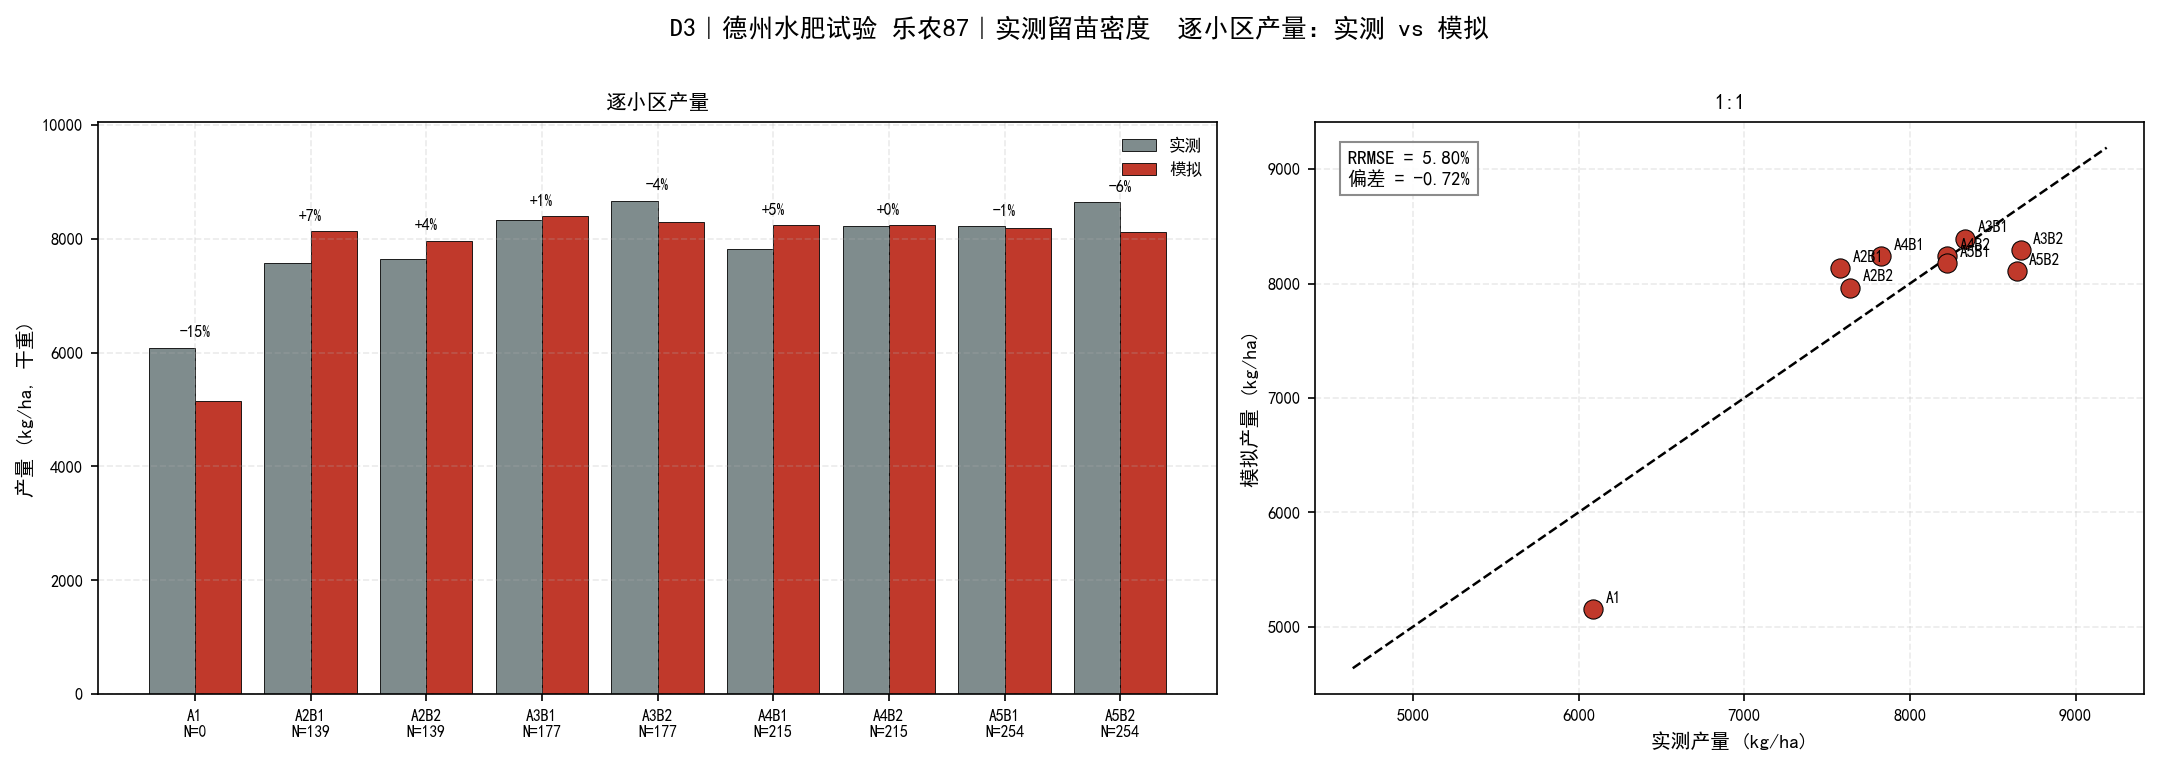 D3｜德州水肥试验 乐农87｜实测留苗密度  逐小区产量：实测 vs 模拟
逐小区产量
产量 (kg/ha, 干重)
10000
8000
6000
4000
2000
0
实测
模拟
-15%
+7%
+4%
+1%
-4%
+5%
+0%
-1%
-6%
A1
N=0
A2B1
N=139
A2B2
N=139
A3B1
N=177
A3B2
N=177
A4B1
N=215
A4B2
N=215
A5B1
N=254
A5B2
N=254
1:1
RRMSE = 5.80%
偏差 = -0.72%
模拟产量 (kg/ha)
9000
8000
7000
6000
5000
A3B1
A3B2
A4B1
A4B2
A5B1
A5B2
A2B1
A2B2
A1
5000
6000
7000
8000
9000
实测产量 (kg/ha)